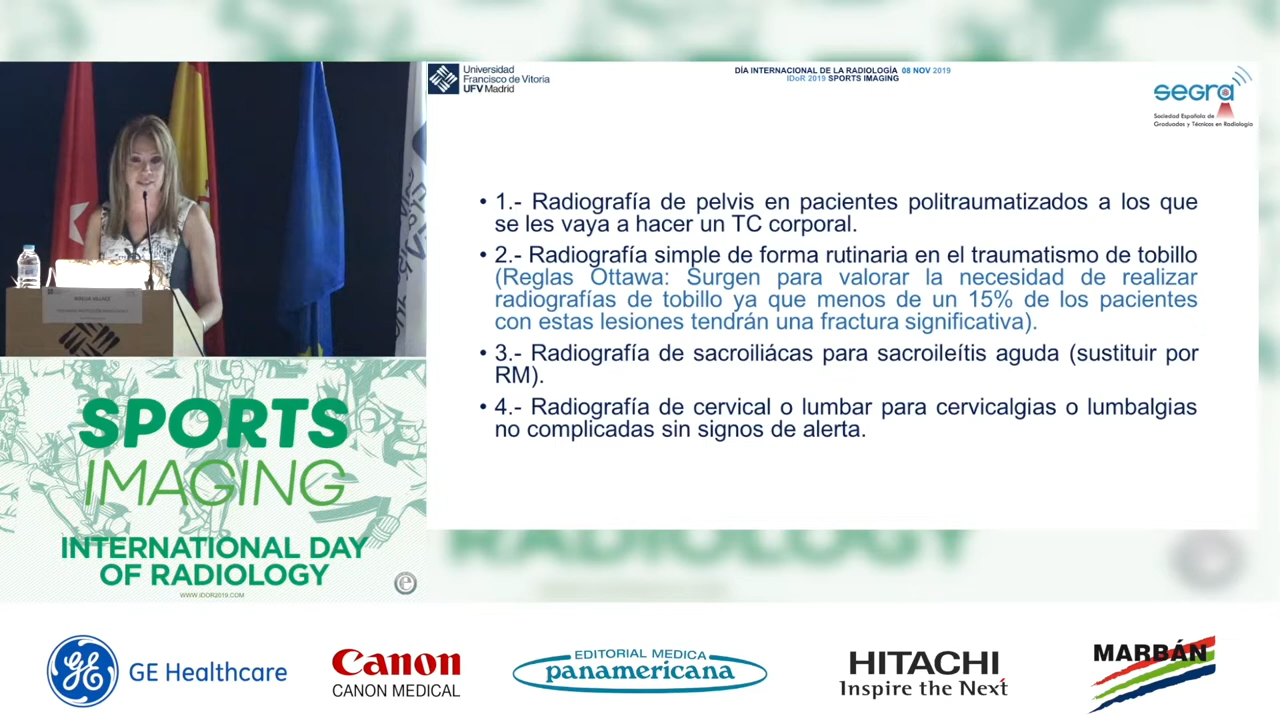 Universidad
Francisco de Vitoria
UFV Madrid
DÍA INTERNACIONAL DE LA RADIOLOGÍA 08 NOV 2019
IDoR 2019 SPORTS IMAGING
segra
Sociedad Española de
Graduados y Técnicos en Radiología
• 1.- Radiografía de pelvis en pacientes politraumatizados a los que
se les vaya a hacer un TC corporal.
• 2.- Radiografía simple de forma rutinaria en el traumatismo de tobillo
(Reglas Ottawa: Surgen para valorar la necesidad de realizar
radiografías de tobillo ya que menos de un 15% de los pacientes
con estas lesiones tendrán una fractura significativa).
• 3.- Radiografía de sacroiliácas para sacroileítis aguda (sustituir por
RM).
• 4.- Radiografía de cervical o lumbar para cervicalgias o lumbalgias
no complicadas sin signos de alerta.
SPORTS
IMAGING
INTERNATIONAL DAY
OF RADIOLOGY
WWW.IDOR2019.COM
RADIOLOGY
GE Healthcare
Canon
CANON MEDICAL
EDITORIAL MEDICA
panamericana
HITACHI
Inspire the Next
MARBÁN